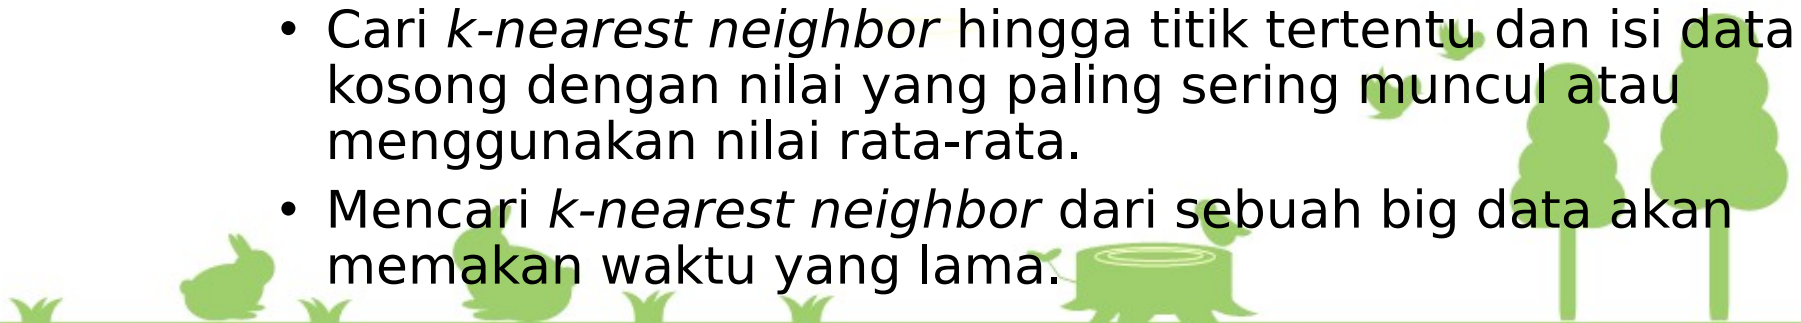 • Cari k-nearest neighbor hingga titik tertentu dan isi data
kosong dengan nilai yang paling sering muncul atau
menggunakan nilai rata-rata.
• Mencari k-nearest neighbor dari sebuah big data akan
memakan waktu yang lama.